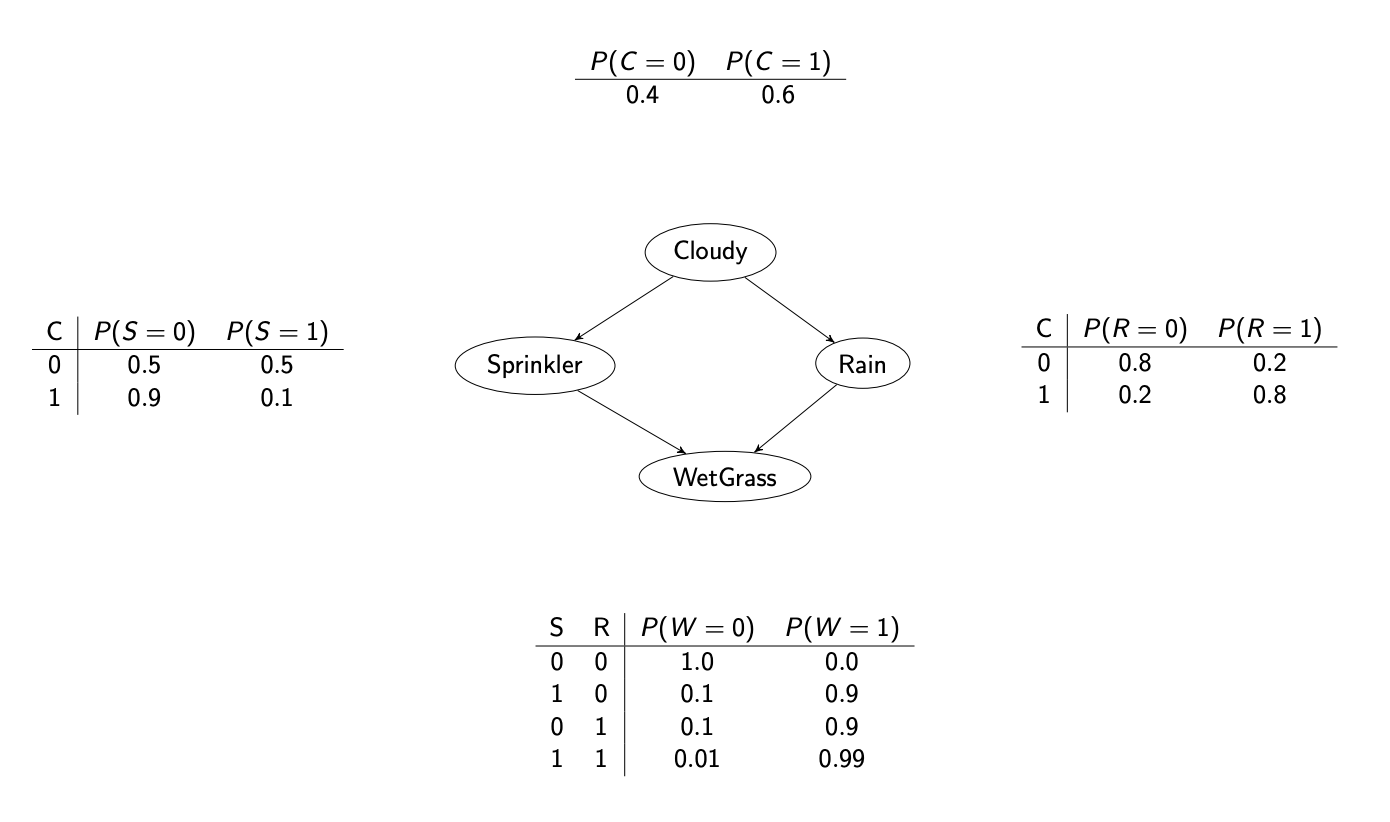 P(C = 0) P(C = 1)
0.4 0.6
Cloudy
C P(S = 0) P(S = 1)
0 0.5 0.5
1 0.9 0.1
Sprinkler
Rain
C P(R = 0) P(R = 1)
0 0.8 0.2
1 0.2 0.8
WetGrass
S R P(W = 0) P(W = 1)
0 0 1.0 0.0
1 0 0.1 0.9
0 1 0.1 0.9
1 1 0.01 0.99